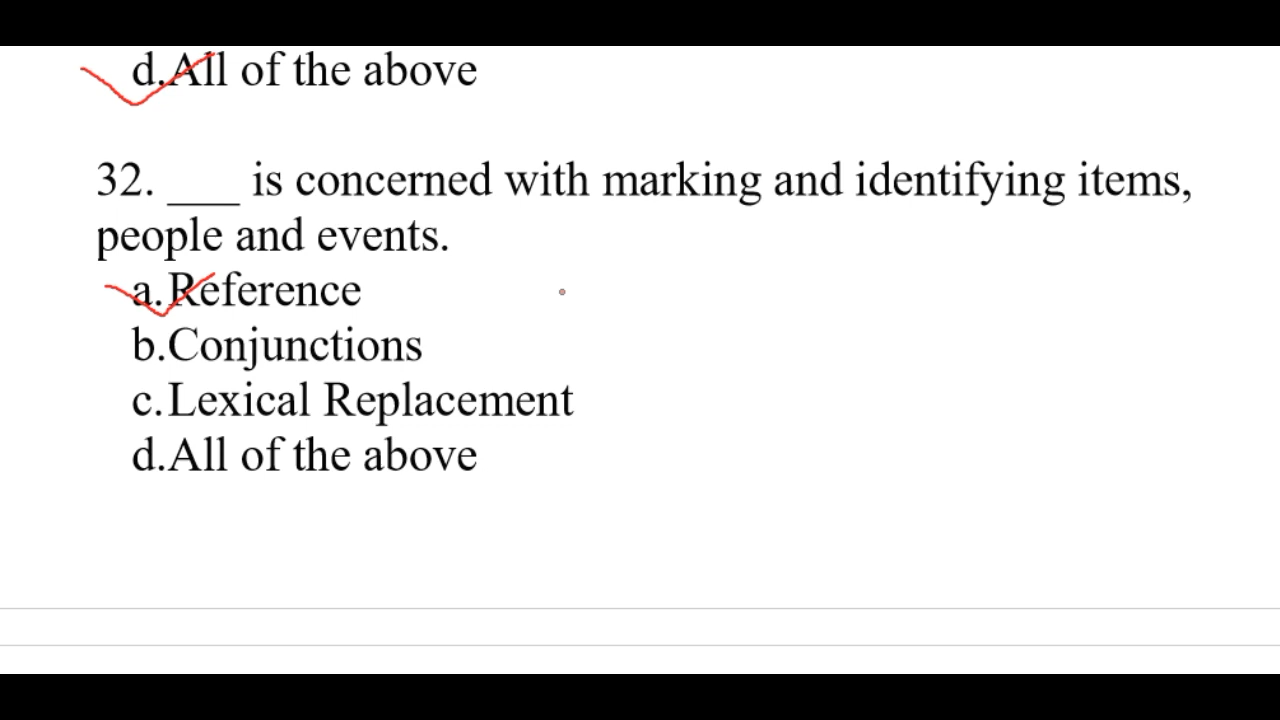 d.All of the above
32. ___ is concerned with marking and identifying items,
people and events.
a.Reference
b.Conjunctions
c.Lexical Replacement
d.All of the above